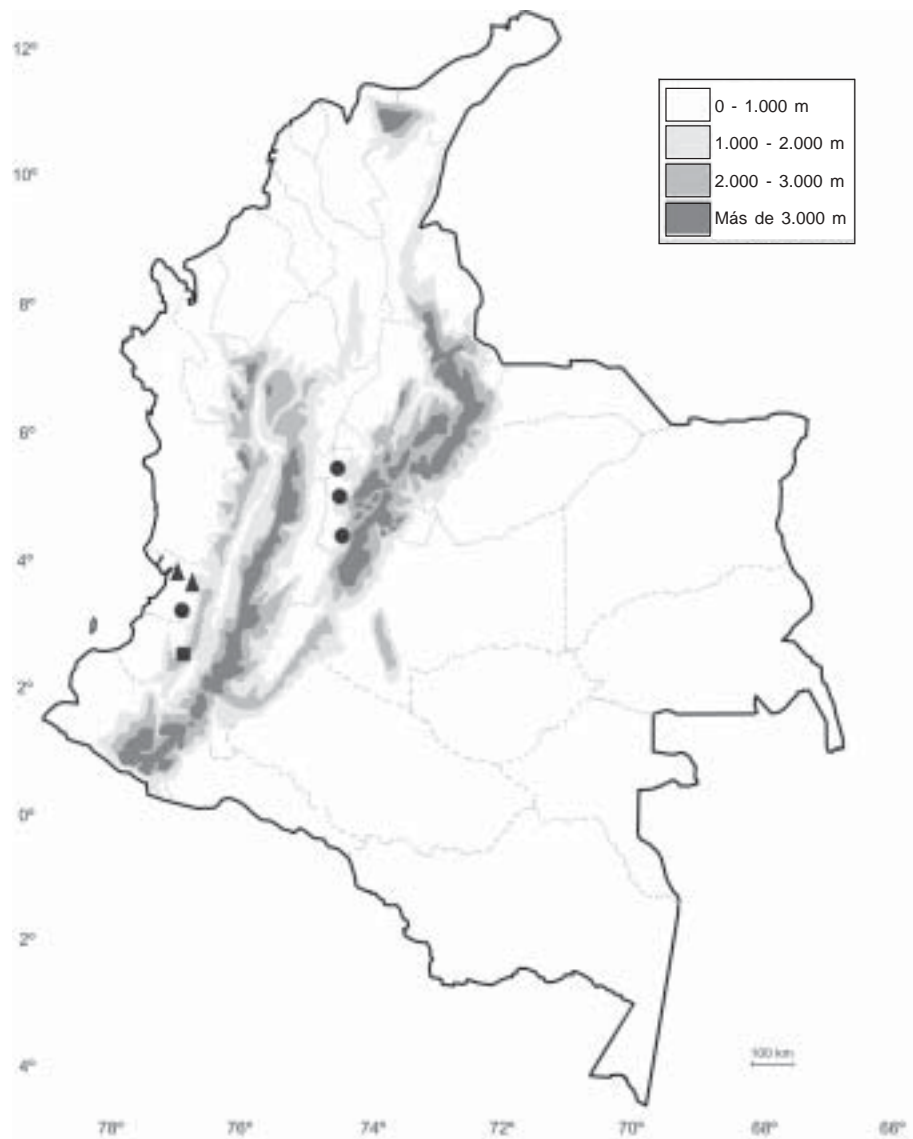 12º
0 - 1.000 m
1.000 - 2.000 m
10º
2.000 - 3.000 m
Más de 3.000 m
8º
6º
4º
2º
0º
2º
4º
100 km
78º 76º 74º 72º 70º 68º 66º